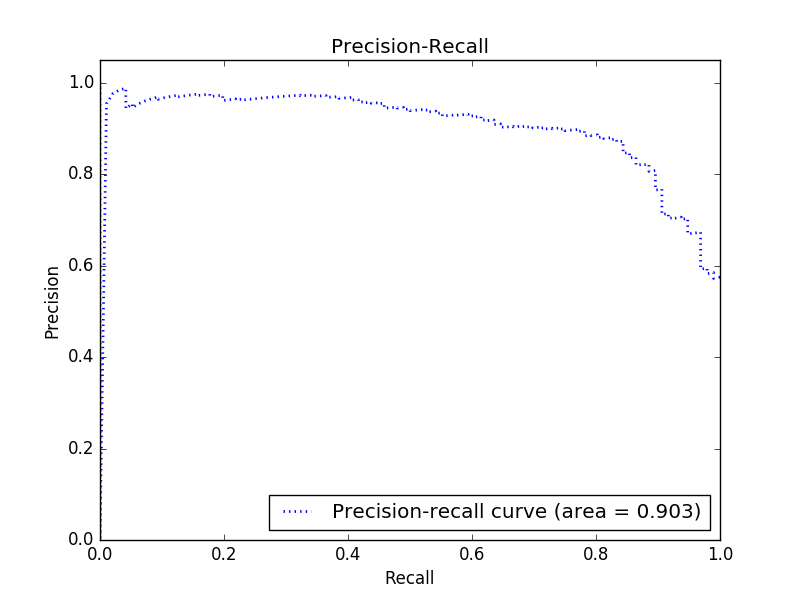 Precision-Recall
1.0
0.8
0.6
0.4
0.2
0.0
Precision
Precision-recall curve (area = 0.903)
0.0 0.2 0.4 0.6 0.8 1.0
Recall